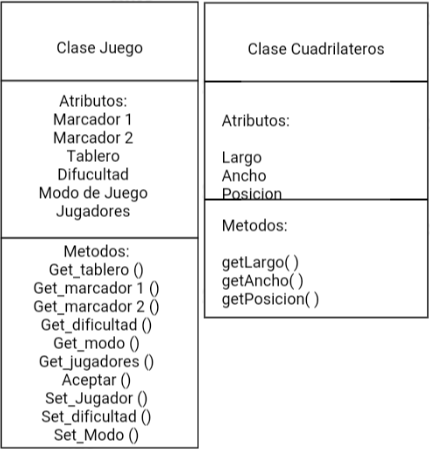 Clase Juego
Atributos:
Marcador 1
Marcador 2
Tablero
Difucultad
Modo de Juego
Jugadores
Metodos:
Get_tablero ()
Get_marcador 1 ()
Get_marcador 2 ()
Get_dificultad ()
Get_modo ()
Get_jugadores ()
Aceptar ()
Set_Jugador ()
Set_dificultad ()
Set_Modo ()
Clase Cuadrilateros
Atributos:
Largo
Ancho
Posicion
Metodos:
getLargo( )
getAncho( )
getPosicion( )